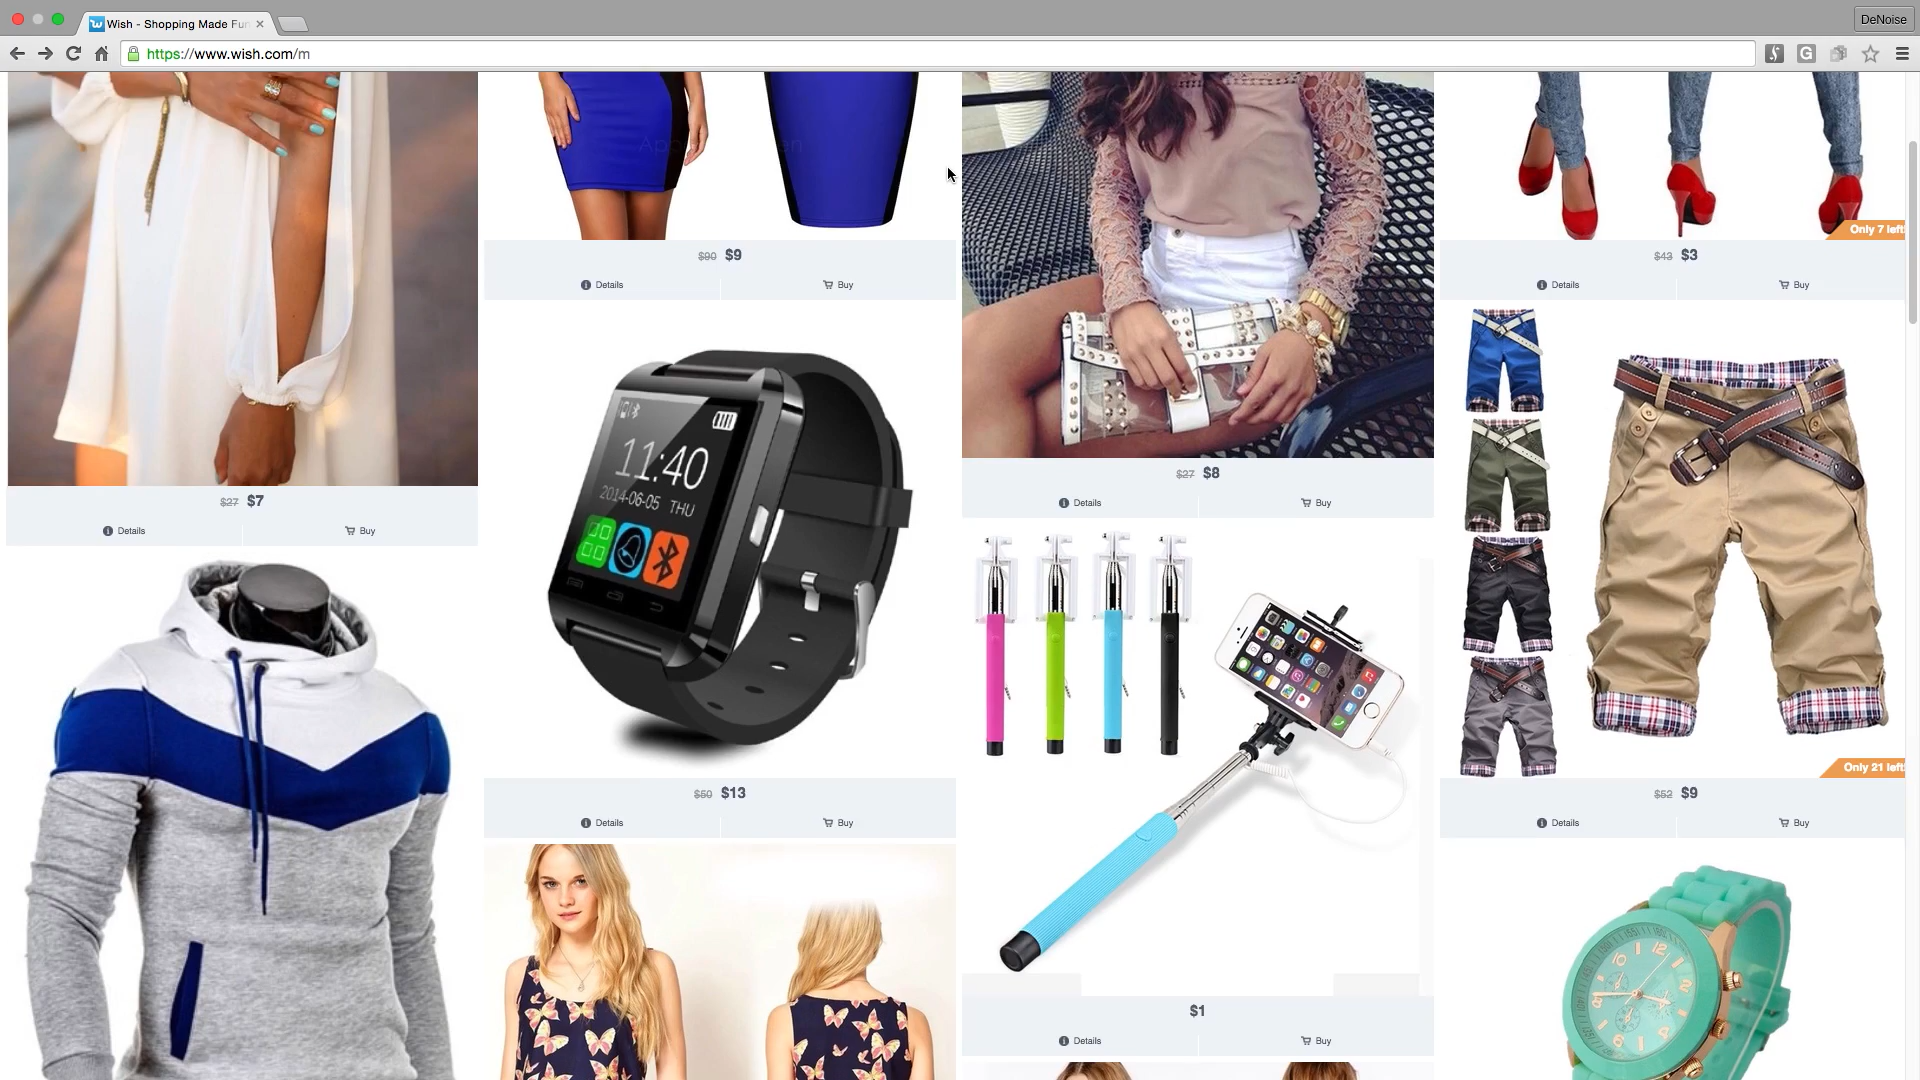 Wish - Shopping Made Fun
DeNoise
https://www.wish.com/m
$90 $9
Details
Buy
Only 7 left!
$43 $3
Details
Buy
11:40
2014-06-05 THU
$27 $8
Details
Buy
$27 $7
Details
Buy
Only 21 left!
$50 $13
Details
Buy
$52 $9
Details
Buy
$1
Details
Buy